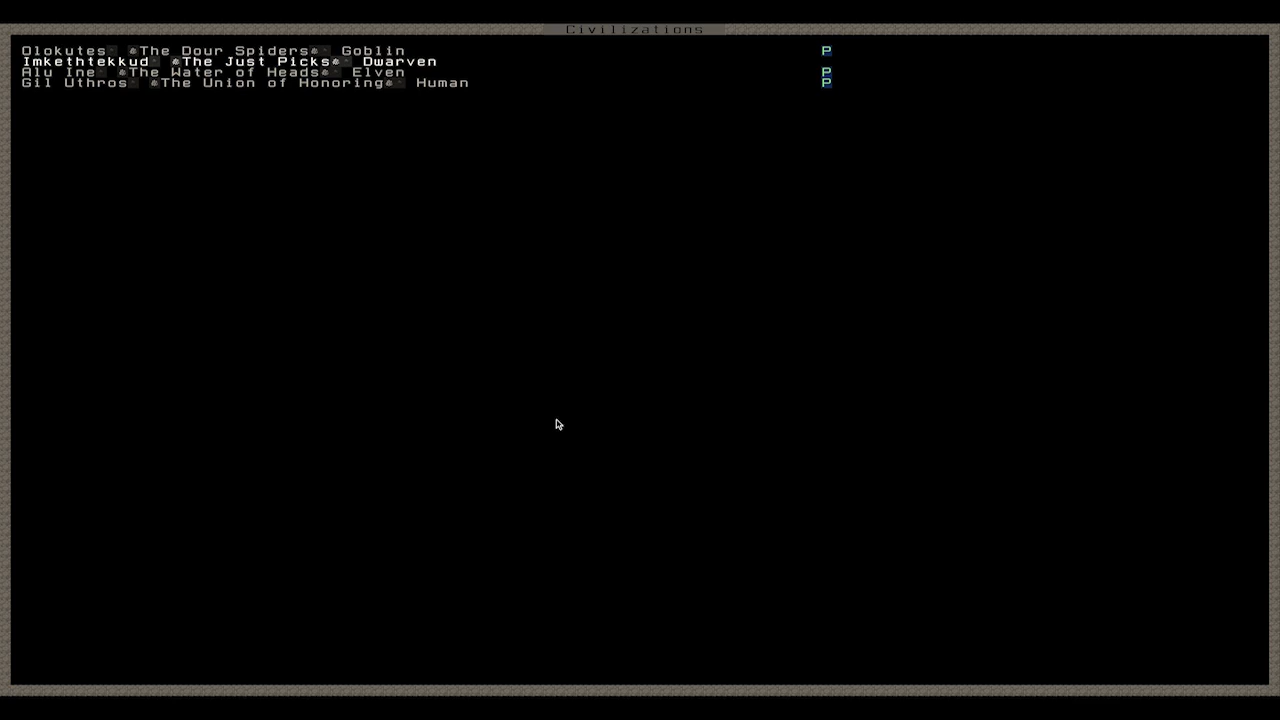 Civilizations
Olokutes The Dour Spiders Goblin P
Imkethtekkud The Just Picks Dwarven
Alu Ine The Water of Heads Elven P
Gil Uthros The Union of Honoring Human P